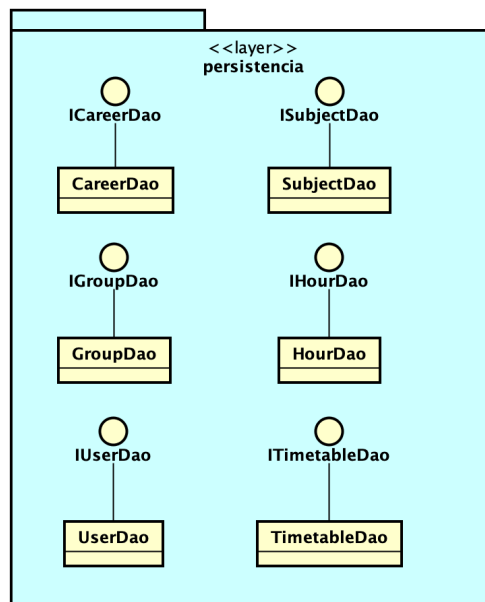 <<layer>>
persistencia
ICareerDao
ISubjectDao
CareerDao
SubjectDao
IGroupDao
IHourDao
GroupDao
HourDao
IUserDao
ITimetableDao
UserDao
TimetableDao